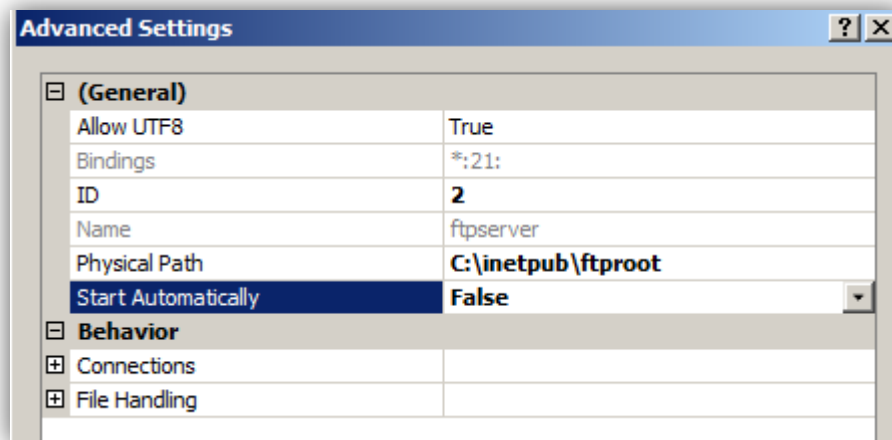 Advanced Settings
(General)
Allow UTF8 True
Bindings *:21:
ID 2
Name ftpserver
Physical Path C:\inetpub\ftproot
Start Automatically False
Behavior
Connections
File Handling